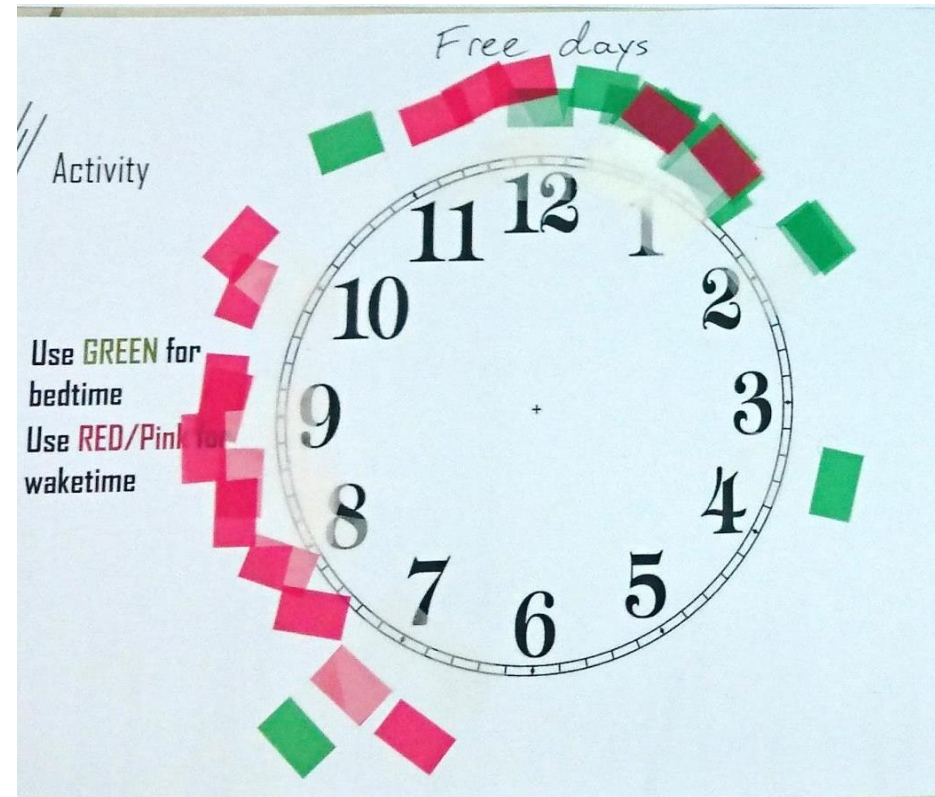 Free days
Activity
Use GREEN for
bedtime
Use RED/Pink for
waketime
12
1
2
3
4
5
6
7
8
9
10
11